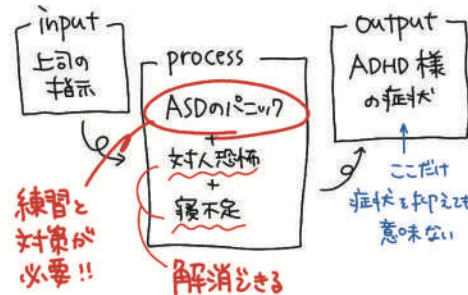 input
上司の
指示
process
ASDのパニック
+
対人恐怖
+
寝不足
output
ADHD様
の症状
ここだけ
症状を抑えても
意味ない
練習と
対策が
必要!!
解消できる